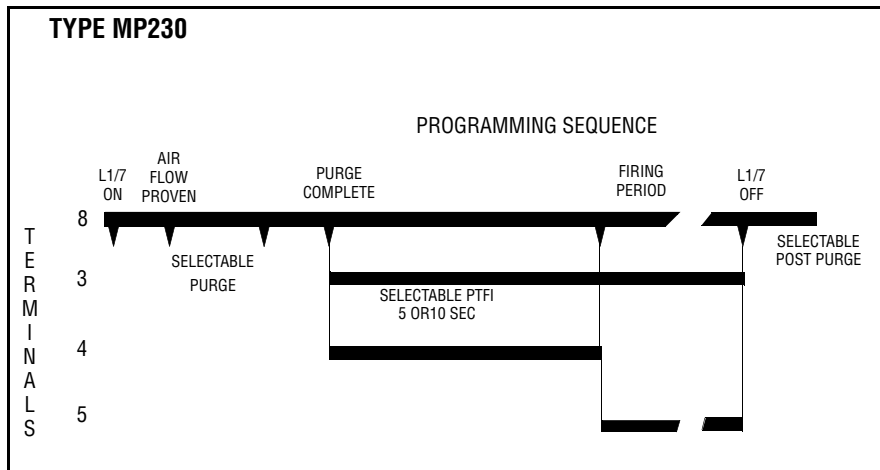 TYPE MP230
PROGRAMMING SEQUENCE
L1/7
ON
AIR
FLOW
PROVEN
PURGE
COMPLETE
FIRING
PERIOD
L1/7
OFF
TERMINALS
8
SELECTABLE
PURGE
SELECTABLE
POST PURGE
3
SELECTABLE PTFI
5 OR10 SEC
4
5